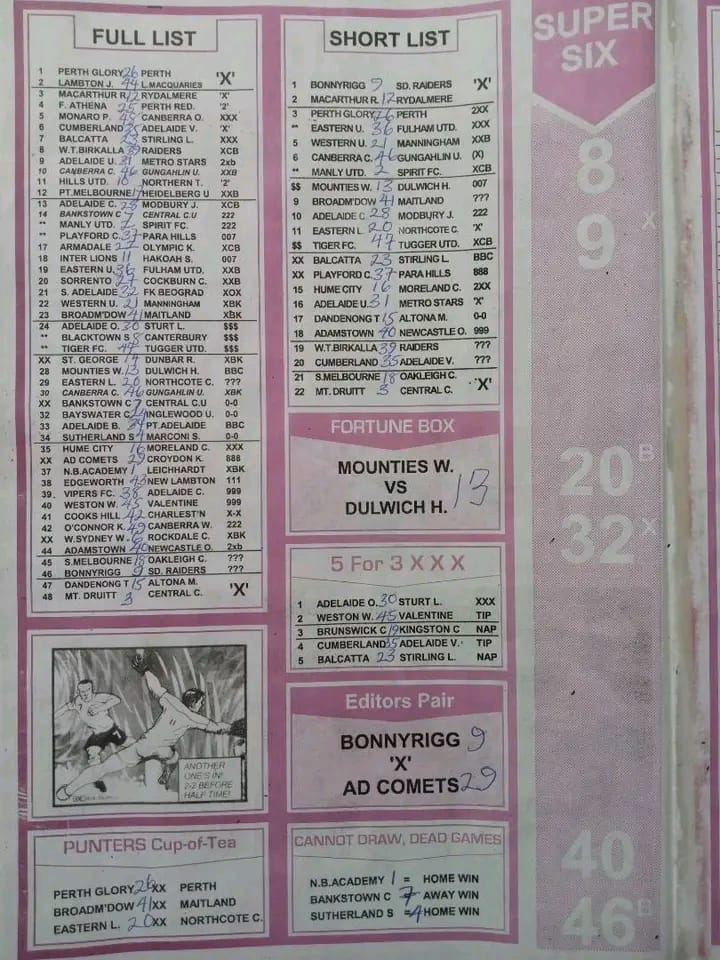 FULL LIST
1 PERTH GLORY 26 PERTH 'X'
2 LAMBTON J. 44 L.MACQUARIES
3 MACARTHUR R. 12 RYDALMERE 'X'
4 F. ATHENA 25 PERTH RED. '2'
5 MONARO P. 45 CANBERRA O. XXX
6 CUMBERLAND 35 ADELAIDE V. 'X'
7 BALCATTA 23 STIRLING L. XXX
8 W.T.BIRKALLA 39 RAIDERS XCB
9 ADELAIDE U. 31 METRO STARS 2xb
10 CANBERRA C. 46 GUNGAHLIN U. XXB
11 HILLS UTD. 10 NORTHERN T. '2'
12 PT.MELBOURNE 17 HEIDELBERG U XXB
13 ADELAIDE C. 28 MODBURY J. XCB
14 BANKSTOWN C 7 CENTRAL C.U 222
** MANLY UTD. 2 SPIRIT FC. 222
** PLAYFORD C. 37 PARA HILLS 007
17 ARMADALE 22 OLYMPIC K. XCB
18 INTER LIONS 11 HAKOAH S. 007
19 EASTERN U. 36 FULHAM UTD. XXB
20 SORRENTO 27 COCKBURN C. XXB
21 S. ADELAIDE 32 FK BEOGRAD XOX
22 WESTERN U. 21 MANNINGHAM XBK
23 BROADM'DOW 41 MAITLAND XBK
24 ADELAIDE O. 30 STURT L. $$$
** BLACKTOWN S 8 CANTERBURY $$$
** TIGER FC. 47 TUGGER UTD. $$$
XX ST. GEORGE 14 DUNBAR R. XBK
28 MOUNTIES W. 13 DULWICH H. BBC
29 EASTERN L. 20 NORTHCOTE C. ???
30 CANBERRA C. 46 GUNGAHLIN U. XBK
XX BANKSTOWN C 7 CENTRAL C.U 0-0
32 BAYSWATER C 24 INGLEWOOD U. 0-0
33 ADELAIDE B. 34 PT.ADELAIDE BBC
34 SUTHERLAND S 4 MARCONI S. 0-0
35 HUME CITY 16 MORELAND C. XXX
XX AD COMETS 29 CROYDON K. 888
37 N.B.ACADEMY 1 LEICHHARDT XBK
38 EDGEWORTH 43 NEW LAMBTON 111
39. VIPERS FC. 38 ADELAIDE C. 999
40 WESTON W. 45 VALENTINE 999
41 COOKS HILL 42 CHARLEST'N X-X
42 O'CONNOR K. 49 CANBERRA W. 222
XX W.SYDNEY W. 6 ROCKDALE C. XBK
44 ADAMSTOWN 40 NEWCASTLE O. 2xb
45 S.MELBOURNE 18 OAKLEIGH C. ???
46 BONNYRIGG 9 SD. RAIDERS ???
47 DANDENONG T 15 ALTONA M. 'X'
48 MT. DRUITT 3 CENTRAL C.
ANOTHER
ONE'S IN!
2-2 BEFORE
HALF TIME!
PUNTERS Cup-of-Tea
PERTH GLORY 26 XX PERTH
BROADM'DOW 41 XX MAITLAND
EASTERN L. 20 XX NORTHCOTE C.
SHORT LIST
1 BONNYRIGG 9 SD. RAIDERS 'X'
2 MACARTHUR R. 12 RYDALMERE
3 PERTH GLORY 26 PERTH 2XX
** EASTERN U. 36 FULHAM UTD. XXX
5 WESTERN U. 21 MANNINGHAM XXB
6 CANBERRA C. 46 GUNGAHLIN U. (X)
** MANLY UTD. 2 SPIRIT FC. XCB
$$ MOUNTIES W. 13 DULWICH H. 007
9 BROADM'DOW 41 MAITLAND ???
10 ADELAIDE C. 28 MODBURY J. 222
11 EASTERN L. 20 NORTHCOTE C. 'X'
$$ TIGER FC. 47 TUGGER UTD. XCB
XX BALCATTA 23 STIRLING L. BBC
XX PLAYFORD C. 37 PARA HILLS 888
15 HUME CITY 16 MORELAND C. 2XX
16 ADELAIDE U. 31 METRO STARS 'X'
17 DANDENONG T 15 ALTONA M. 0-0
18 ADAMSTOWN 40 NEWCASTLE O. 999
19 W.T.BIRKALLA 39 RAIDERS ???
20 CUMBERLAND 35 ADELAIDE V. ???
21 S.MELBOURNE 18 OAKLEIGH C. 'X'
22 MT. DRUITT 3 CENTRAL C.
FORTUNE BOX
MOUNTIES W.
VS
DULWICH H. 13
5 For 3 X X X
1 ADELAIDE O. 30 STURT L. XXX
2 WESTON W. 45 VALENTINE TIP
3 BRUNSWICK C 19 KINGSTON C NAP
4 CUMBERLAND 35 ADELAIDE V. TIP
5 BALCATTA 23 STIRLING L. NAP
Editors Pair
BONNYRIGG 9
'X'
AD COMETS 29
CANNOT DRAW, DEAD GAMES
N.B.ACADEMY 1 = HOME WIN
BANKSTOWN C 7 AWAY WIN
SUTHERLAND S =4 HOME WIN
SUPER
SIX
8
9 X
20 B
32 X
40
46 B